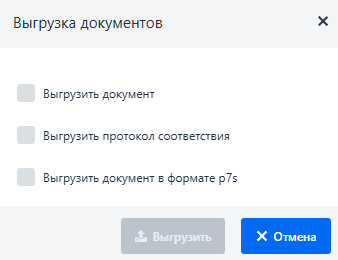 Выгрузка документов
Выгрузить документ
Выгрузить протокол соответствия
Выгрузить документ в формате p7s
Выгрузить
Отмена